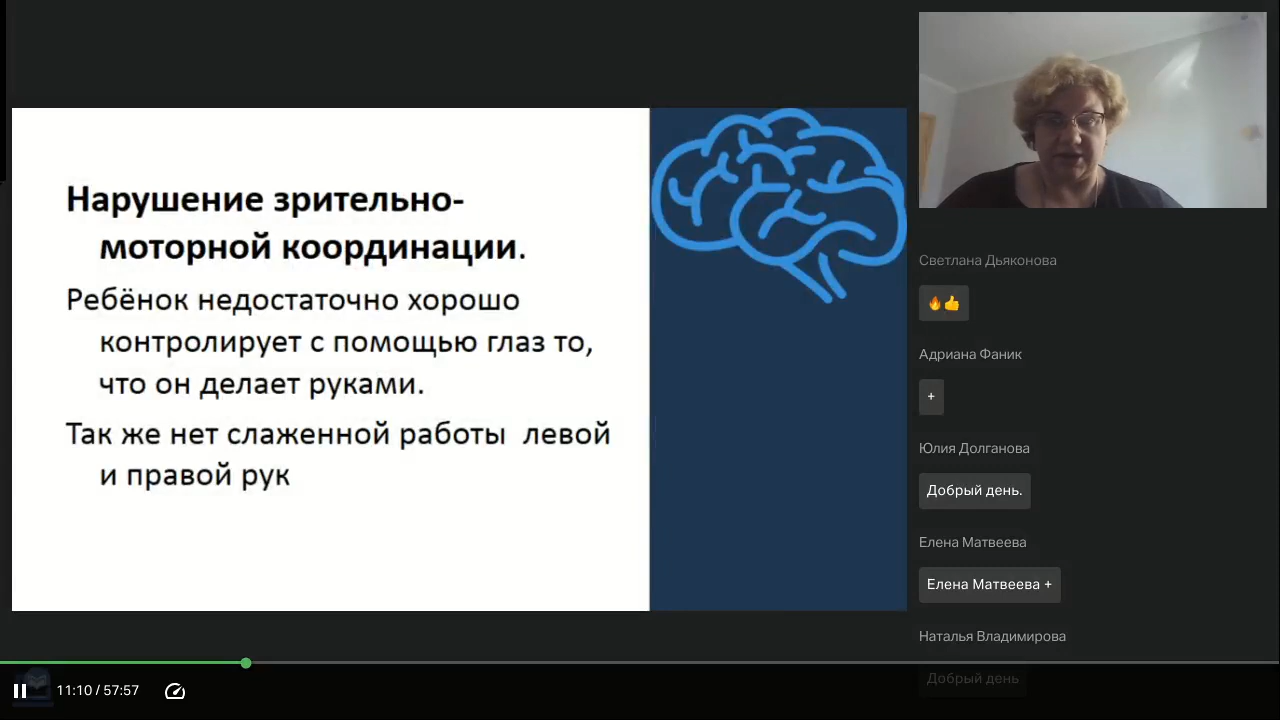 Нарушение зрительно-
моторной координации.
Ребёнок недостаточно хорошо
контролирует с помощью глаз то,
что он делает руками.
Так же нет слаженной работы  левой
и правой рук
Светлана Дьяконова
🔥👍
Адриана Фаник
+
Юлия Долганова
Добрый день.
Елена Матвеева
Елена Матвеева +
Наталья Владимирова
Добрый день
11:10 / 57:57